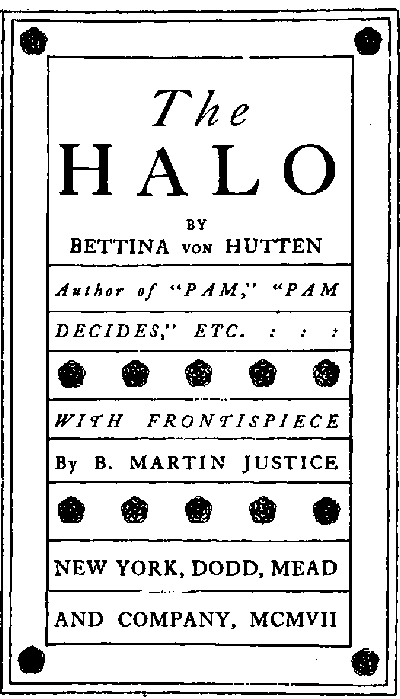 The
HALO
BY
BETTINA VON HUTTEN
Author of "PAM," "PAM
DECIDES," ETC. : : :
WITH FRONTISPIECE
By B. MARTIN JUSTICE
NEW YORK, DODD, MEAD
AND COMPANY, MCMVII